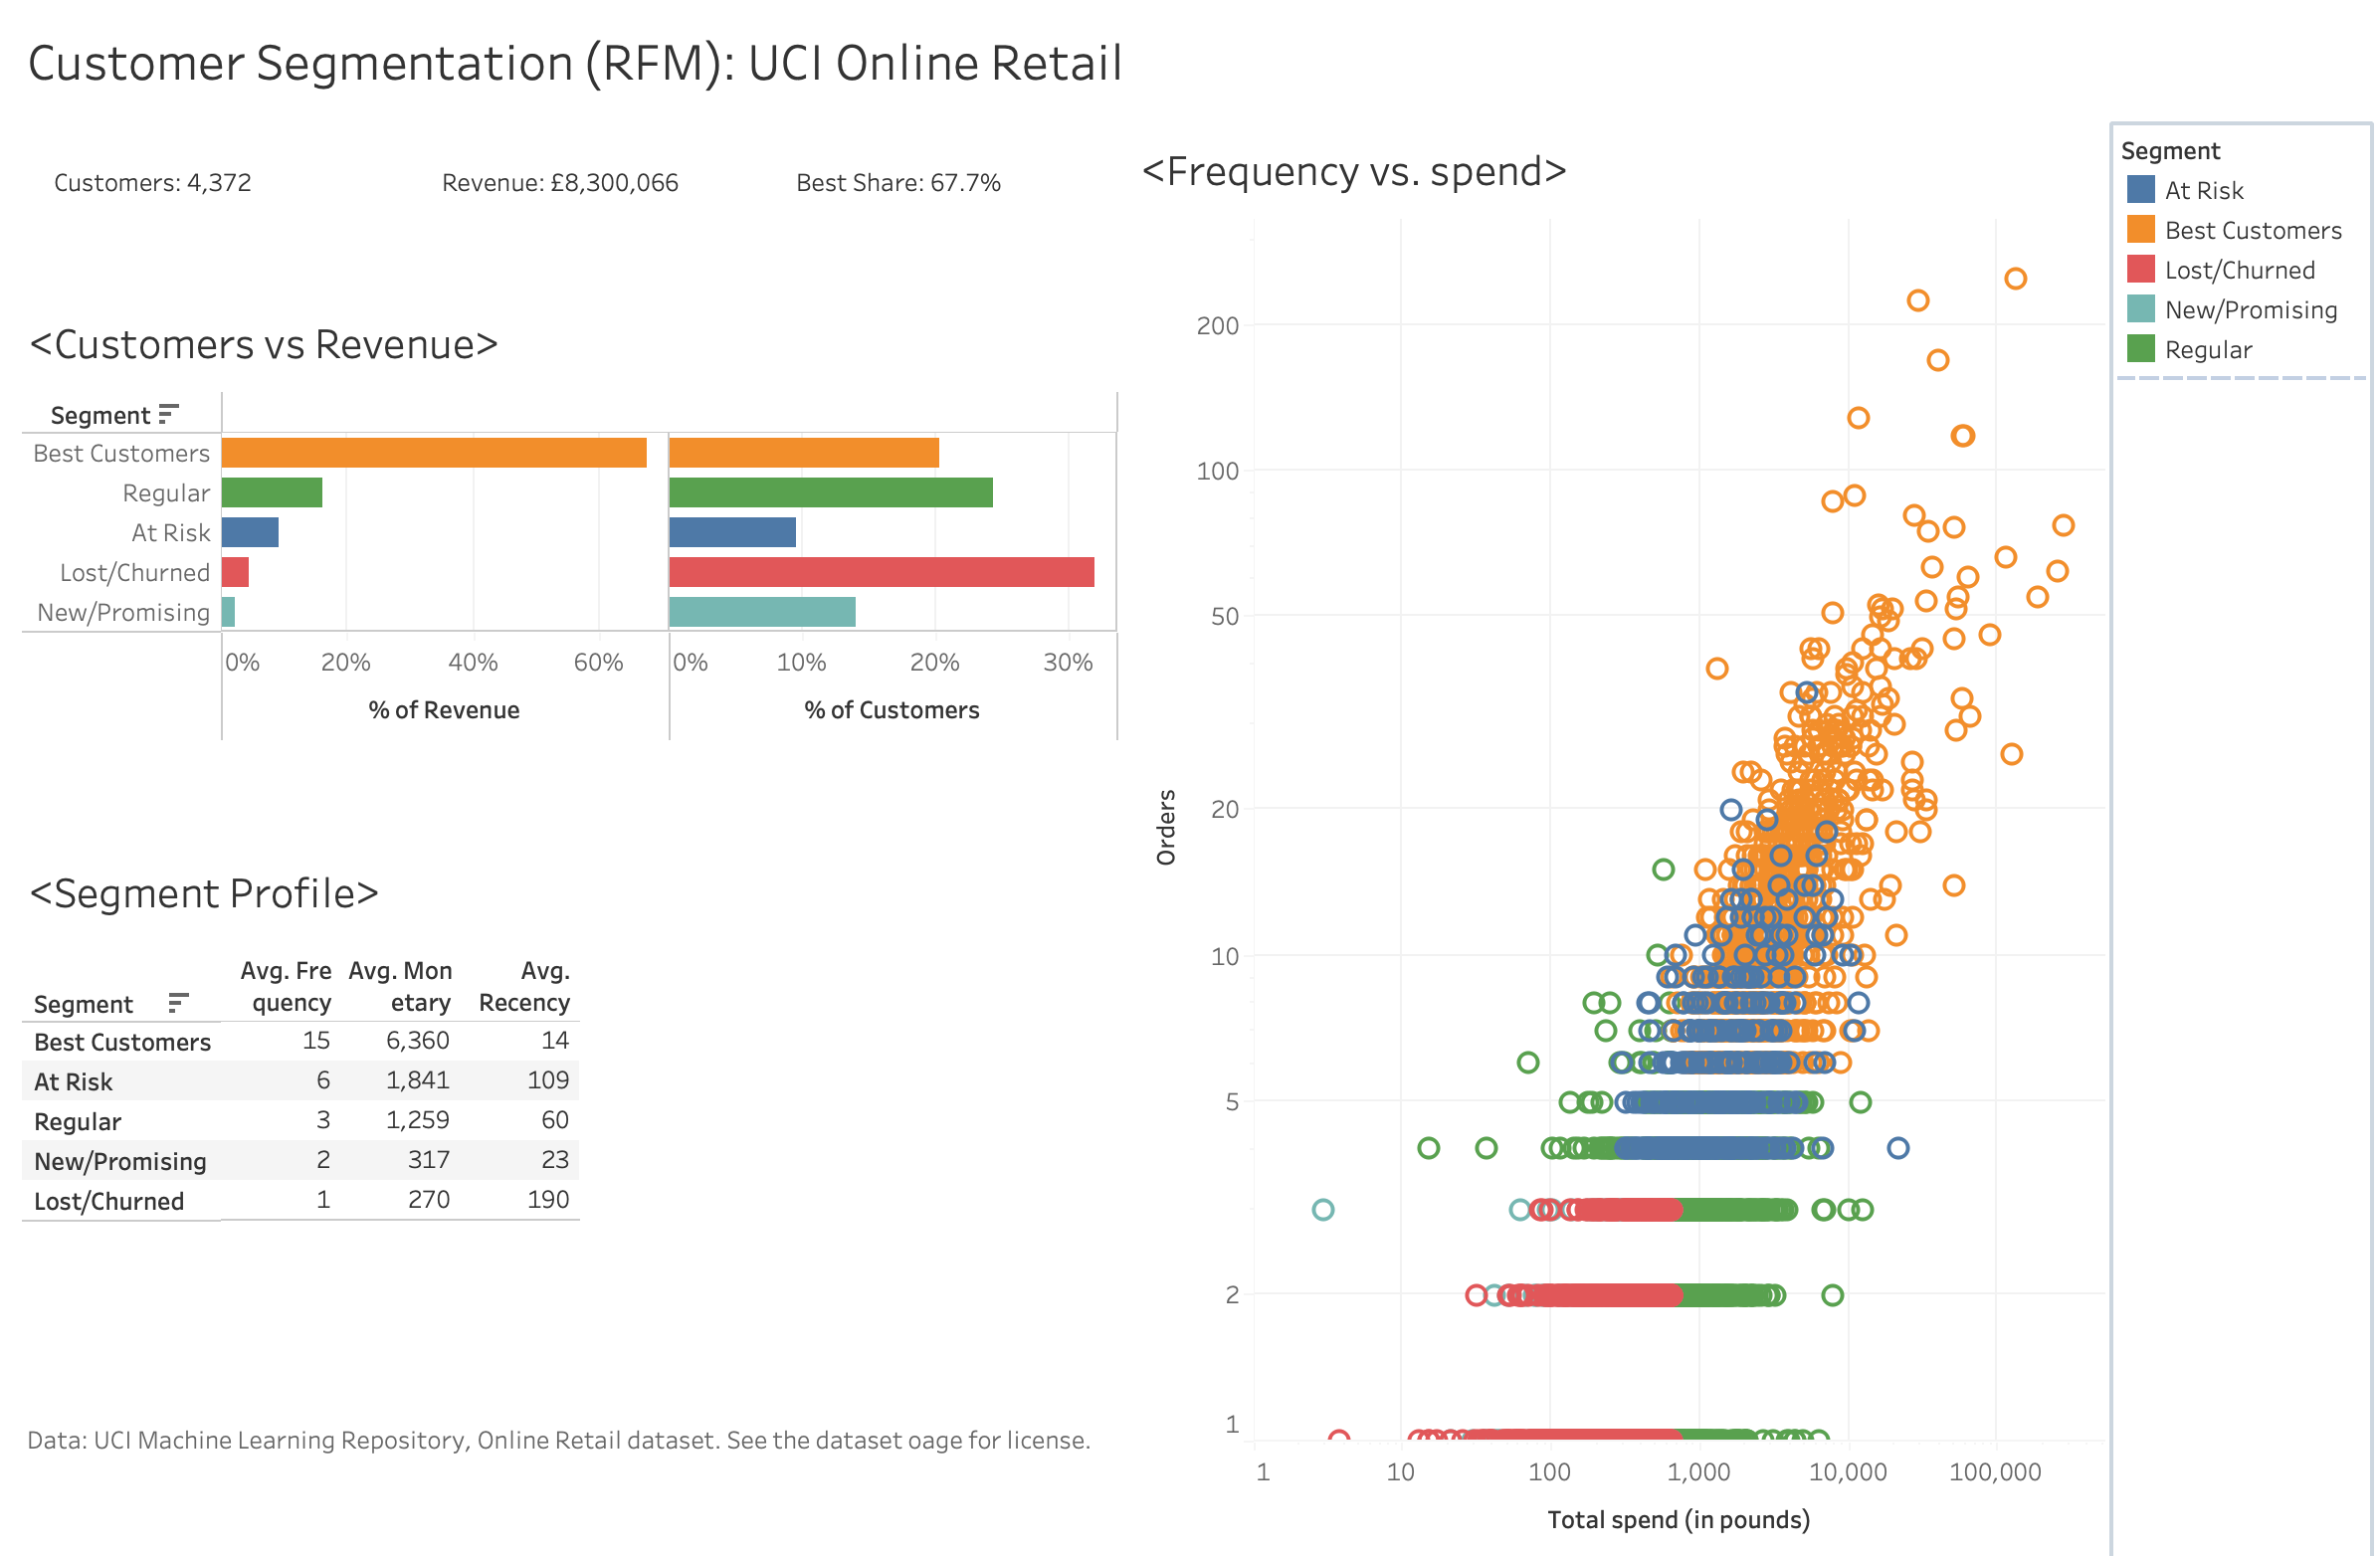 Customer Segmentation (RFM): UCI Online Retail
Customers: 4,372
Revenue: £8,300,066
Best Share: 67.7%
<Customers vs Revenue>
Segment
Best Customers
Regular
At Risk
Lost/Churned
New/Promising
0% 20% 40% 60%
0% 10% 20% 30%
% of Revenue
% of Customers
<Segment Profile>
Segment Avg. Fre Avg. Mon Avg.
quency etary Recency
Best Customers 15 6,360 14
At Risk 6 1,841 109
Regular 3 1,259 60
New/Promising 2 317 23
Lost/Churned 1 270 190
Data: UCI Machine Learning Repository, Online Retail dataset. See the dataset oage for license.
<Frequency vs. spend>
200
100
50
20
10
5
2
1
Orders
1 10 100 1,000 10,000 100,000
Total spend (in pounds)
Segment
At Risk
Best Customers
Lost/Churned
New/Promising
Regular